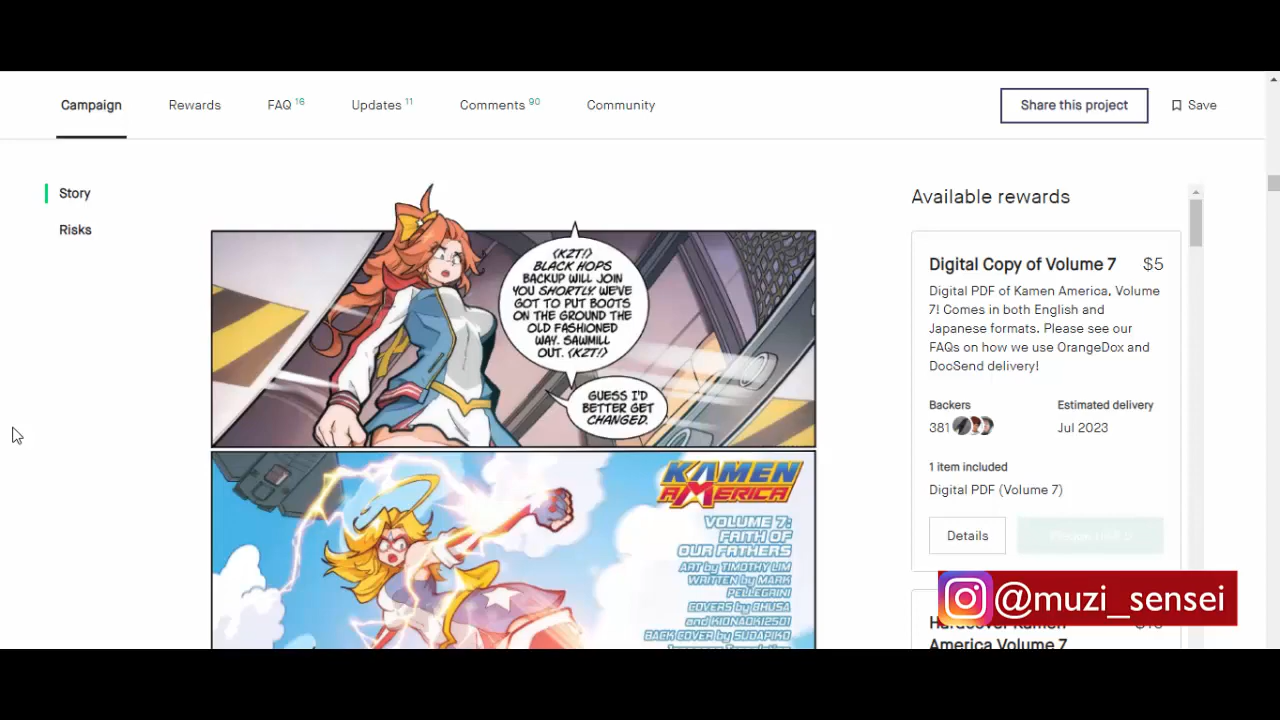 Campaign
Rewards
FAQ 16
Updates 11
Comments 90
Community
Share this project
Save
Story
Risks
(KZT!)
BLACK HOPS
BACKUP WILL JOIN
YOU SHORTLY WE'VE
GOT TO PUT BOOTS
ON THE GROUND THE
OLD FASHIONED
WAY. SAWMILL
OUT. (KZT!)
GUESS I'D
BETTER GET
CHANGED.
KAMEN
AMERICA
VOLUME 7:
FAITH OF
OUR FATHERS
ART by TIMOTHY LIM
WRITTEN by MARK
PELLEGRINI
COVERS by BHUSA
and KIDNAOKI2501
BACK COVER by SUDAPIKO
Japanese Translation
Available rewards
Digital Copy of Volume 7
$5
Digital PDF of Kamen America, Volume
7! Comes in both English and
Japanese formats. Please see our
FAQs on how we use OrangeDox and
DocSend delivery!
Backers
381
Estimated delivery
Jul 2023
1 item included
Digital PDF (Volume 7)
Details
@muzi_sensei
Hardcover Kamen
America Volume 7